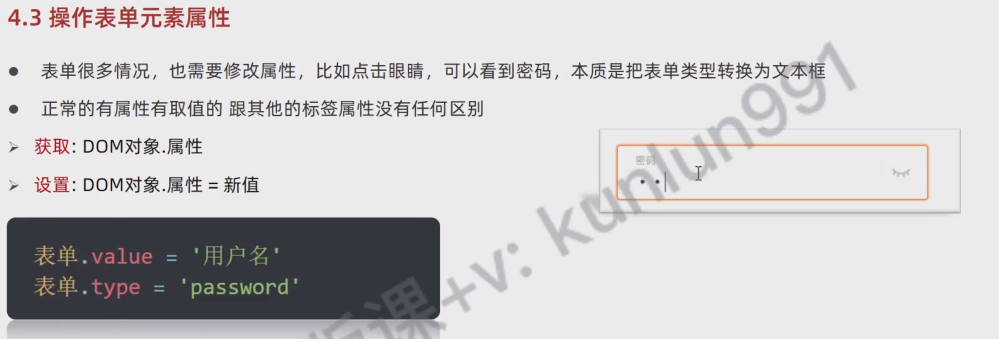 4.3 操作表单元素属性
● 表单很多情况，也需要修改属性，比如点击眼睛，可以看到密码，本质是把表单类型转换为文本框
● 正常的有属性有取值的 跟其他的标签属性没有任何区别
➢ 获取: DOM对象.属性
➢ 设置: DOM对象.属性 = 新值
密码
表单.value = '用户名'
表单.type = 'password'
课+v: kunlun991